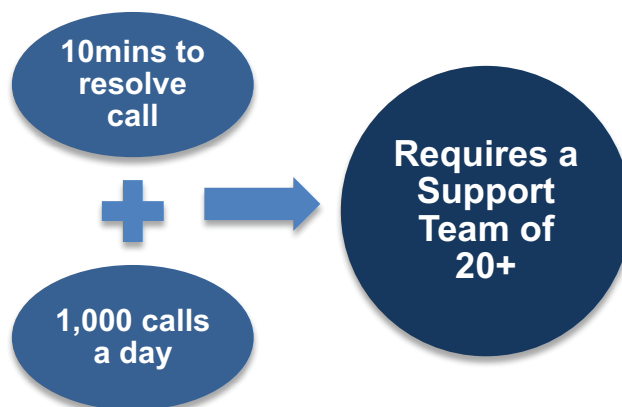 10mins to
resolve
call
1,000 calls
a day
Requires a
Support
Team of
20+